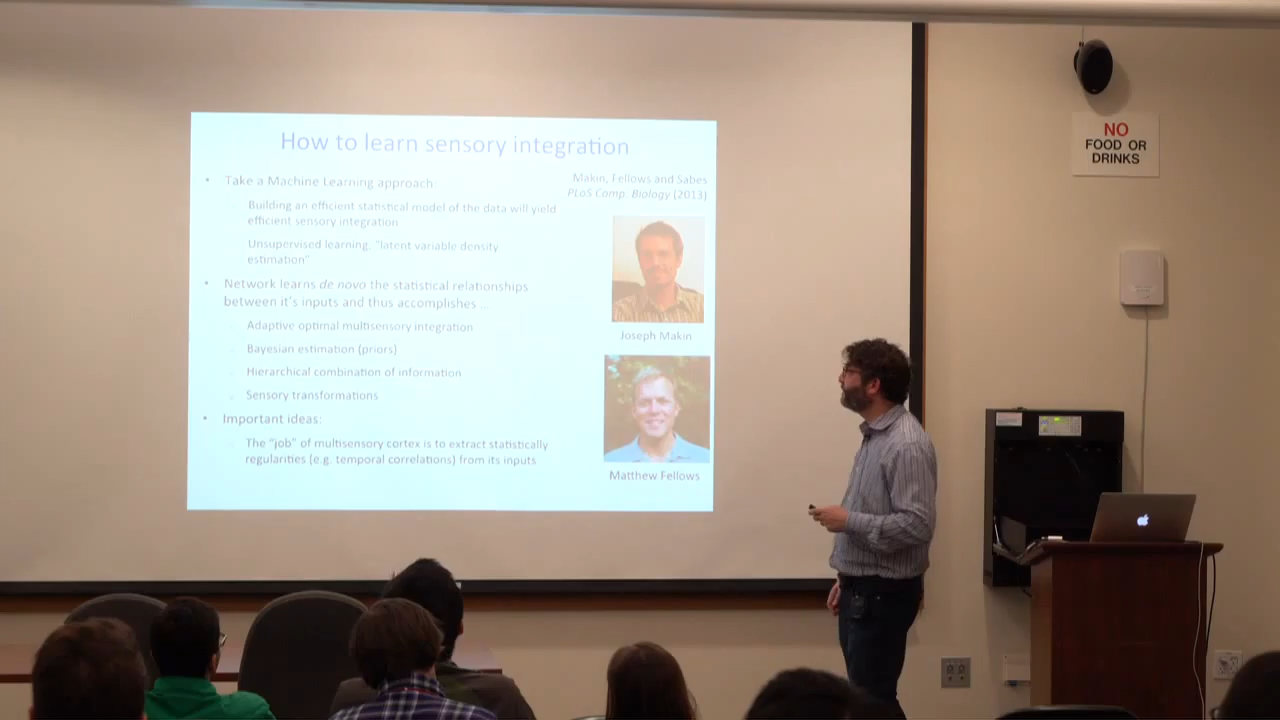 How to learn sensory integration
• Take a Machine Learning approach
Building an efficient statistical model of the data will yield
efficient sensory integration
Unsupervised learning, "latent variable density
estimation"
• Network learns de novo the statistical relationships
between it's inputs and thus accomplishes ...
Adaptive optimal multisensory integration
Bayesian estimation (priors)
Hierarchical combination of information
Sensory transformations
• Important ideas:
The "job" of multisensory cortex is to extract statistically
regularities (e.g. temporal correlations) from its inputs
Makin, Fellows and Sabes
PLoS Comp. Biology (2013)
Joseph Makin
Matthew Fellows
NO
FOOD OR
DRINKS